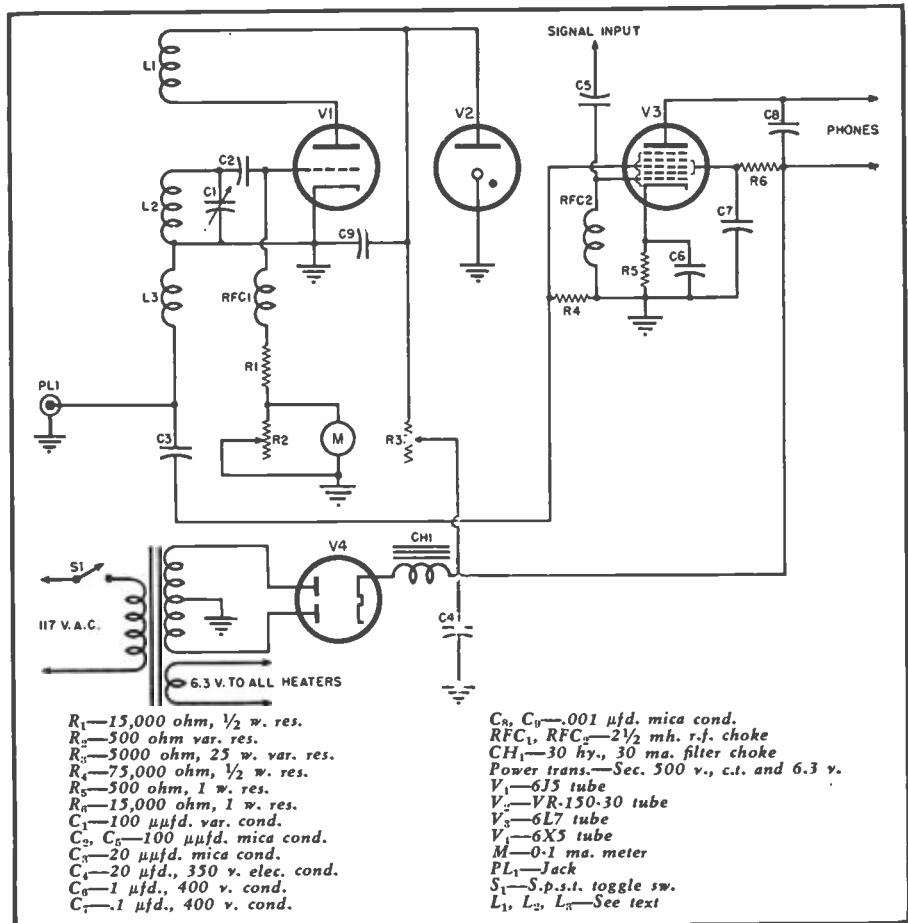 SIGNAL INPUT
L1
V1
V2
C5
V3
C8
PHONES
C2
C1
L2
R6
RFC2
C7
C9
C6
R5
L3
RFC1
R4
R1
PL1
C3
R2
M
R3
V4
CH1
S1
C4
117 V.A.C.
6.3 V. TO ALL HEATERS
R₁—15,000 ohm, ½ w. res.
R₂—500 ohm var. res.
R₃—5000 ohm, 25 w. var. res.
R₄—75,000 ohm, ½ w. res.
R₅—500 ohm, 1 w. res.
R₆—15,000 ohm, 1 w. res.
C₁—100 µµfd. var. cond.
C₂, C₅—100 µµfd. mica cond.
C₃—20 µµfd. mica cond.
C₄—20 µfd., 350 v. elec. cond.
C₆—1 µfd., 400 v. cond.
C₇—.1 µfd., 400 v. cond.
C₈, C₉—.001 µfd. mica cond.
RFC₁, RFC₂—2½ mh. r.f. choke
CH₁—30 hy., 30 ma. filter choke
Power trans.—Sec. 500 v., c.t. and 6.3 v.
V₁—6J5 tube
V₂—VR-150-30 tube
V₃—6L7 tube
V₄—6X5 tube
M—0-1 ma. meter
PL₁—Jack
S₁—S.p.s.t. toggle sw.
L₁, L₂, L₃—See text